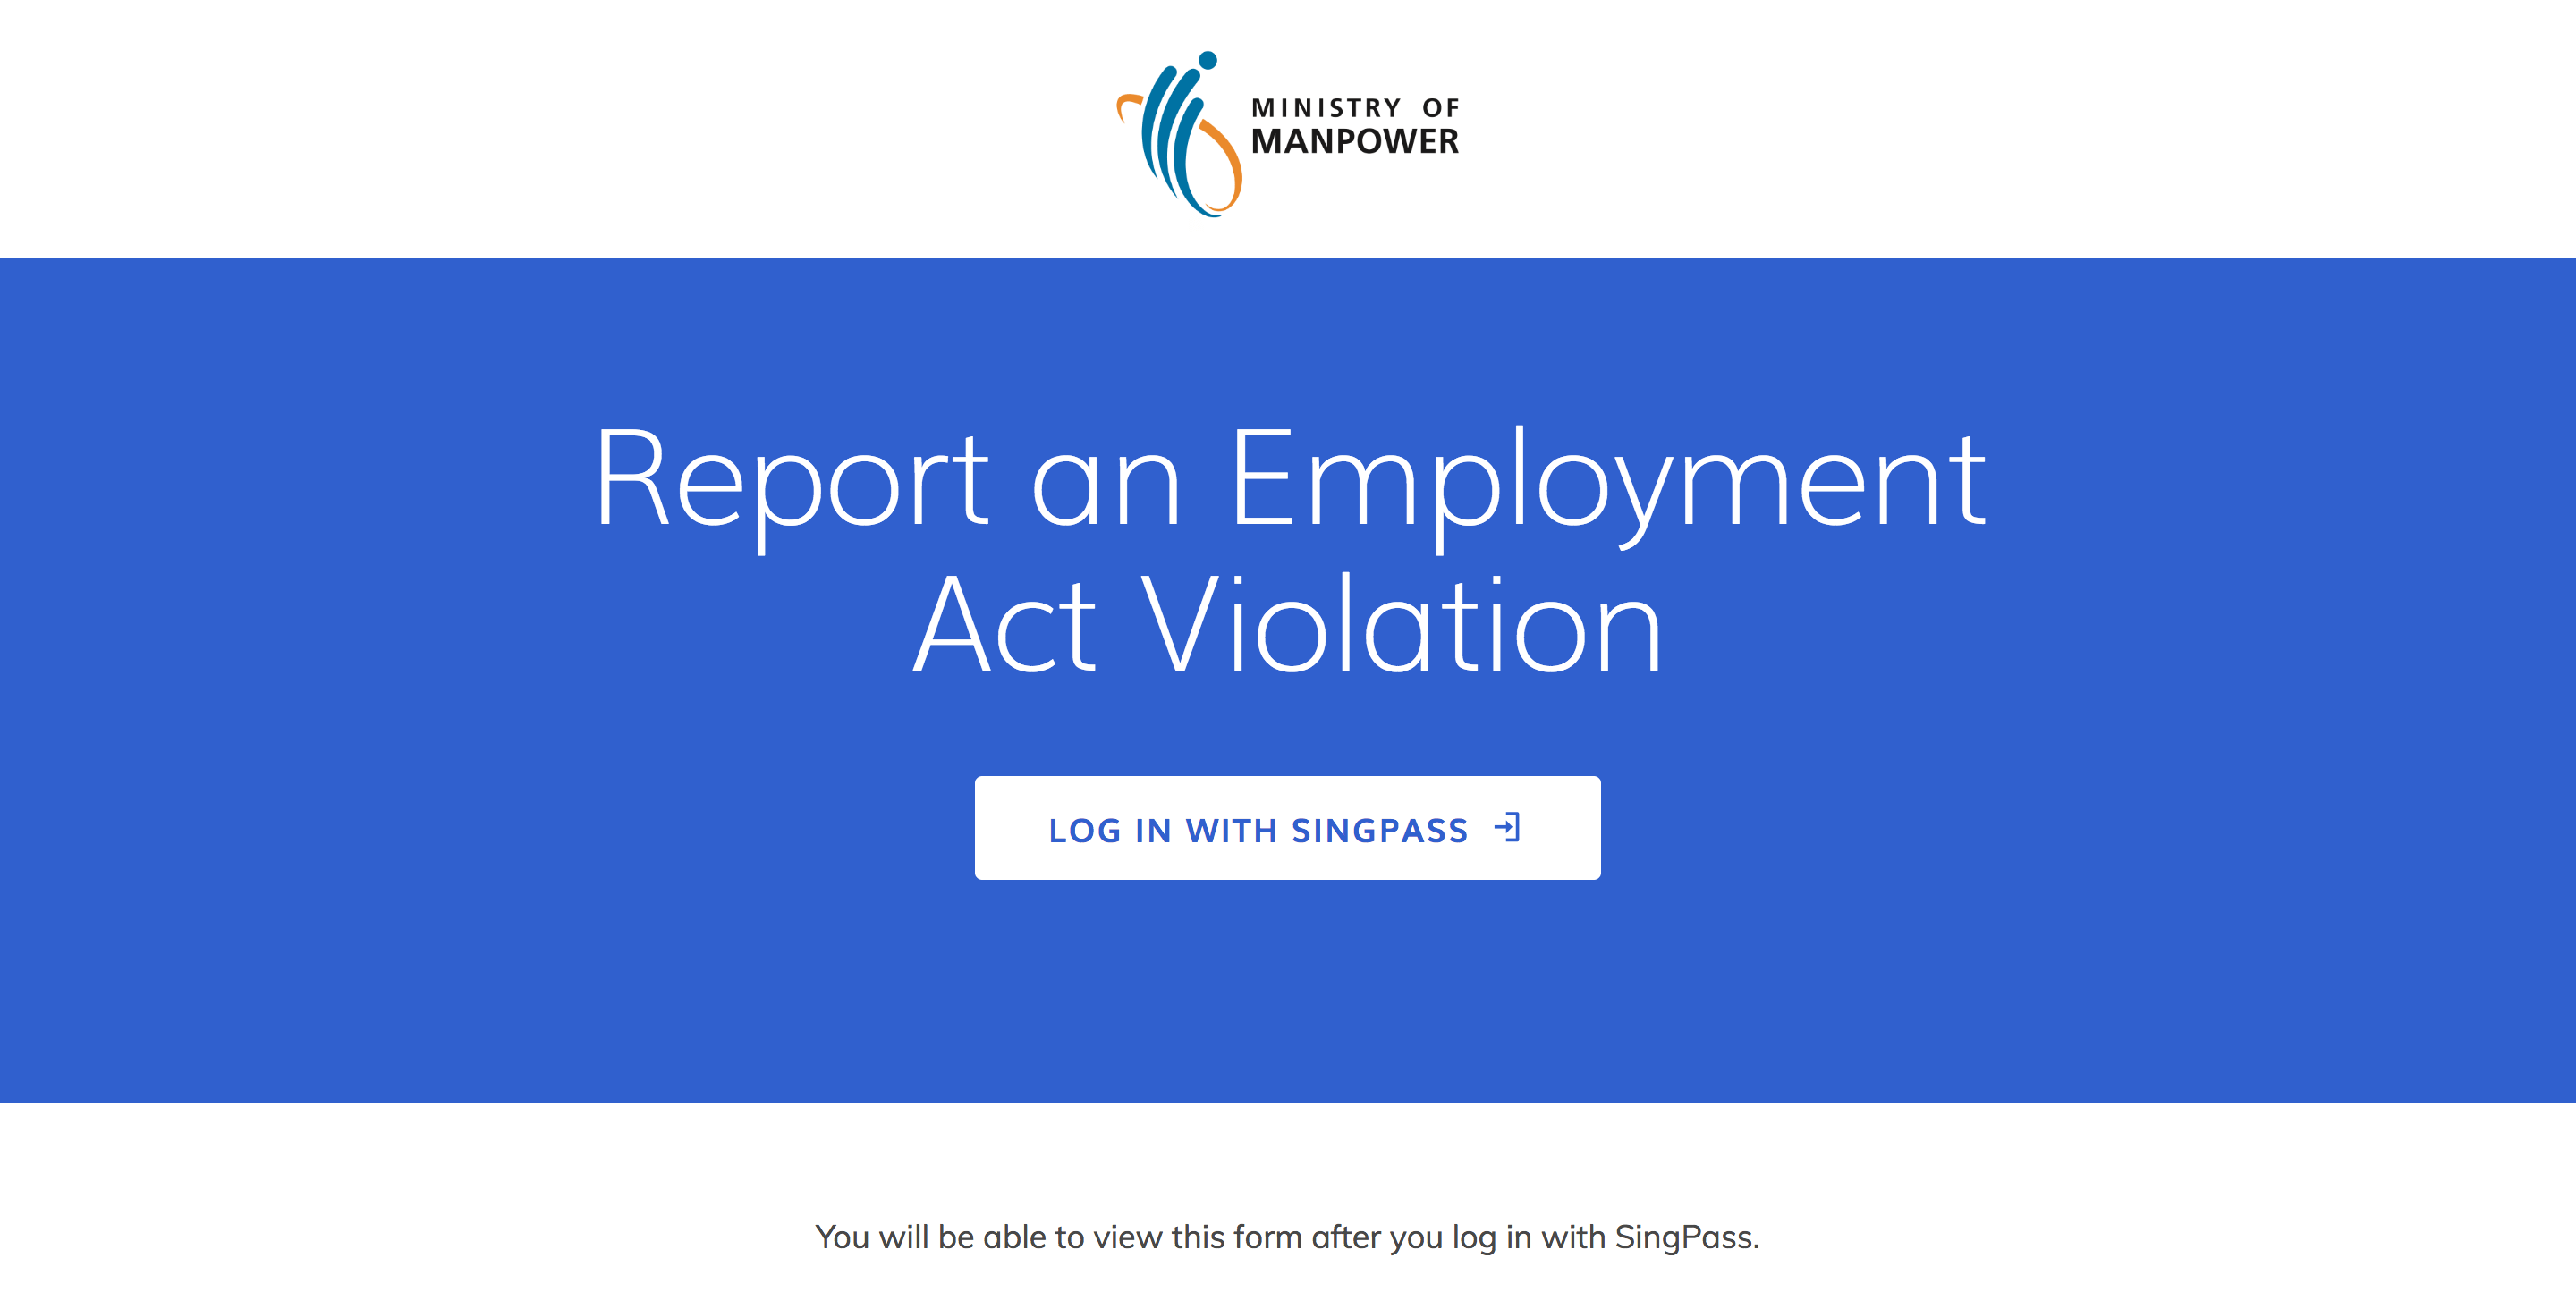 MINISTRY OF
MANPOWER
Report an Employment
Act Violation
LOG IN WITH SINGPASS
You will be able to view this form after you log in with SingPass.